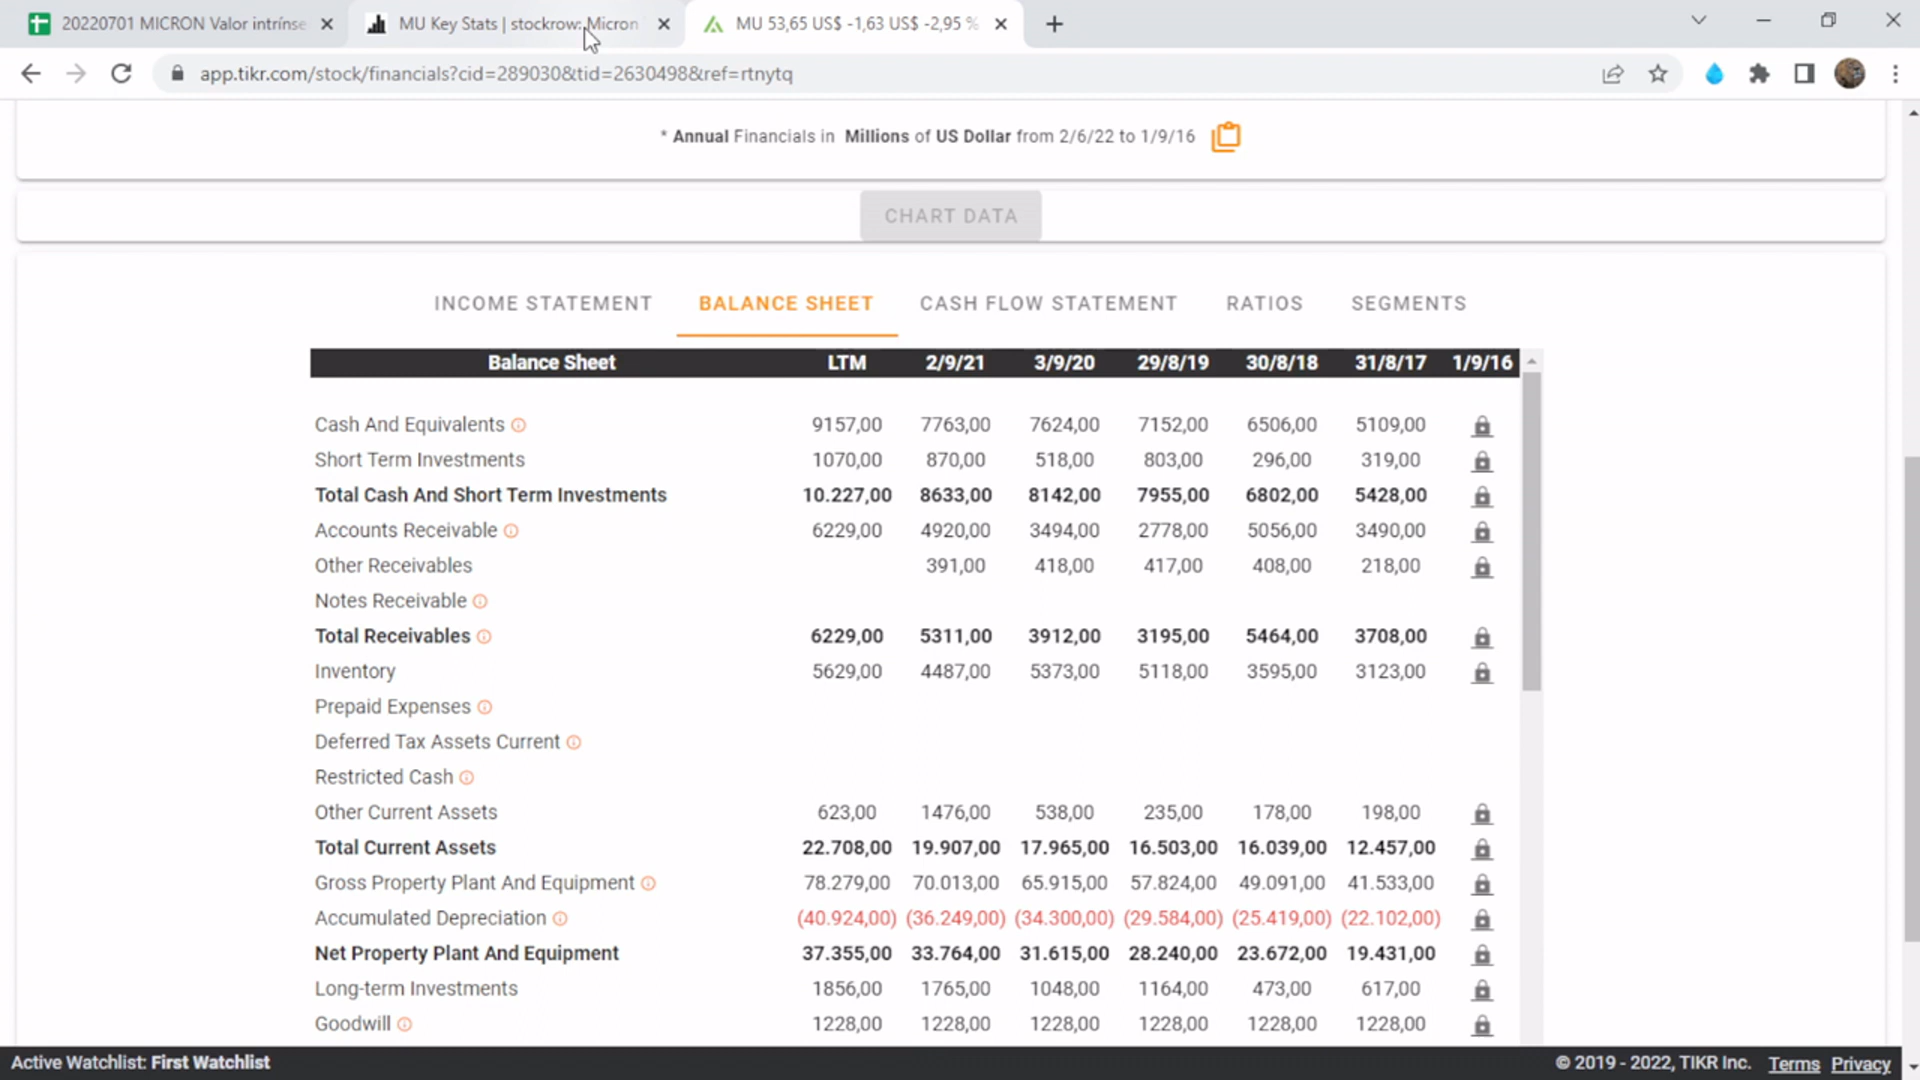 20220701 MICRON Valor intrínse
MU Key Stats | stockrow: Micron
MU 53,65 US$ -1,63 US$ -2,95 %
app.tikr.com/stock/financials?cid=289030&tid=2630498&ref=rtnytq
* Annual Financials in Millions of US Dollar from 2/6/22 to 1/9/16
CHART DATA
INCOME STATEMENT BALANCE SHEET CASH FLOW STATEMENT RATIOS SEGMENTS
Balance Sheet LTM 2/9/21 3/9/20 29/8/19 30/8/18 31/8/17 1/9/16
Cash And Equivalents 9157,00 7763,00 7624,00 7152,00 6506,00 5109,00
Short Term Investments 1070,00 870,00 518,00 803,00 296,00 319,00
Total Cash And Short Term Investments 10.227,00 8633,00 8142,00 7955,00 6802,00 5428,00
Accounts Receivable 6229,00 4920,00 3494,00 2778,00 5056,00 3490,00
Other Receivables 391,00 418,00 417,00 408,00 218,00
Notes Receivable
Total Receivables 6229,00 5311,00 3912,00 3195,00 5464,00 3708,00
Inventory 5629,00 4487,00 5373,00 5118,00 3595,00 3123,00
Prepaid Expenses
Deferred Tax Assets Current
Restricted Cash
Other Current Assets 623,00 1476,00 538,00 235,00 178,00 198,00
Total Current Assets 22.708,00 19.907,00 17.965,00 16.503,00 16.039,00 12.457,00
Gross Property Plant And Equipment 78.279,00 70.013,00 65.915,00 57.824,00 49.091,00 41.533,00
Accumulated Depreciation (40.924,00) (36.249,00) (34.300,00) (29.584,00) (25.419,00) (22.102,00)
Net Property Plant And Equipment 37.355,00 33.764,00 31.615,00 28.240,00 23.672,00 19.431,00
Long-term Investments 1856,00 1765,00 1048,00 1164,00 473,00 617,00
Goodwill 1228,00 1228,00 1228,00 1228,00 1228,00 1228,00
Active Watchlist: First Watchlist
© 2019 - 2022, TIKR Inc. Terms Privacy